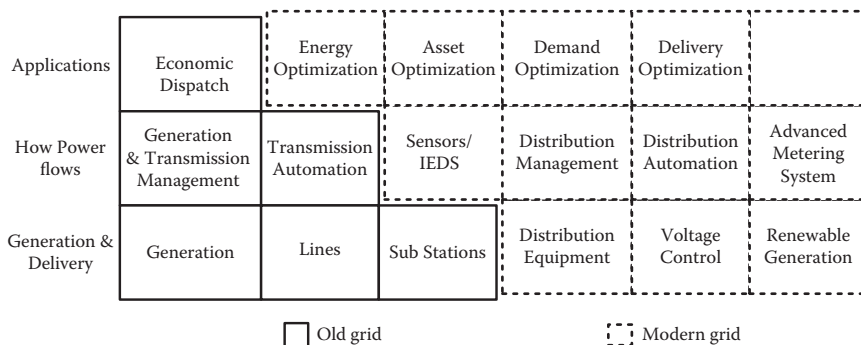 Applications
Economic
Dispatch
Energy
Optimization
Asset
Optimization
Demand
Optimization
Delivery
Optimization
How Power
flows
Generation
& Transmission
Management
Transmission
Automation
Sensors/
IEDS
Distribution
Management
Distribution
Automation
Advanced
Metering
System
Generation &
Delivery
Generation
Lines
Sub Stations
Distribution
Equipment
Voltage
Control
Renewable
Generation
Old grid
Modern grid